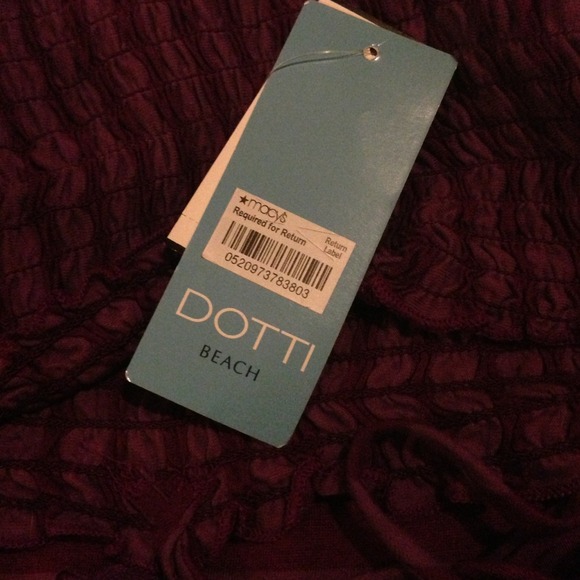 ★macy's
Required for Return
Return
Label
0520973783803
DOTTI
BEACH